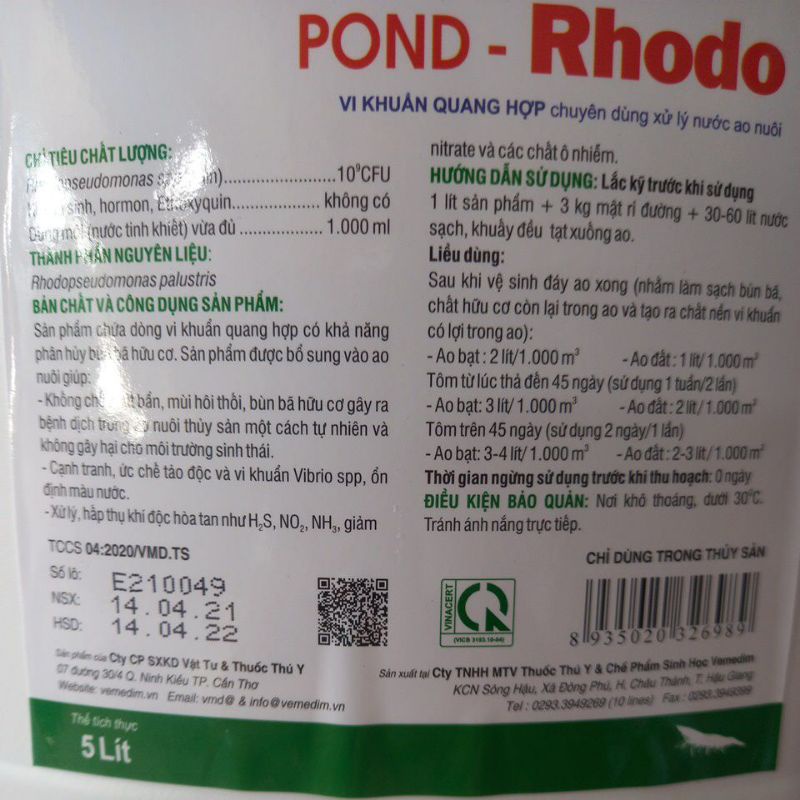 POND - Rhodo
VI KHUẨN QUANG HỢP chuyên dùng xử lý nước ao nuôi
CHỈ TIÊU CHẤT LƯỢNG:
..........................10⁹CFU
sinh, hormon, Ethoxyquin.................. không có
Dung môi (nước tinh khiết) vừa đủ ................... 1.000 ml
THÀNH PHẦN NGUYÊN LIỆU:
Rhodopseudomonas palustris
BẢN CHẤT VÀ CÔNG DỤNG SẢN PHẨM:
Sản phẩm chứa dòng vi khuẩn quang hợp có khả năng
phân hủy bùn bã hữu cơ. Sản phẩm được bổ sung vào ao
nuôi giúp:
- Không chế bẩn, mùi hôi thối, bùn bã hữu cơ gây ra
bệnh dịch trong ao nuôi thủy sản một cách tự nhiên và
không gây hại cho môi trường sinh thái.
- Cạnh tranh, ức chế tảo độc và vi khuẩn Vibrio spp, ổn
định màu nước.
- Xử lý, hấp thụ khí độc hòa tan như H₂S, NO₂, NH₃, giảm
nitrate và các chất ô nhiễm.
HƯỚNG DẪN SỬ DỤNG: Lắc kỹ trước khi sử dụng
1 lít sản phẩm + 3 kg mật rỉ đường + 30-60 lít nước
sạch, khuấy đều tạt xuống ao.
Liều dùng:
Sau khi vệ sinh đáy ao xong (nhằm làm sạch bùn bã,
chất hữu cơ còn lại trong ao và tạo ra chất nền vi khuẩn
có lợi trong ao):
- Ao bạt : 2 lít/1.000 m³ - Ao đất : 1 lít/1.000 m³
Tôm từ lúc thả đến 45 ngày (sử dụng 1 tuần/2 lần)
- Ao bạt: 3 lít/ 1.000 m³ - Ao đất : 2 lít/ 1.000 m³
Tôm trên 45 ngày (sử dụng 2 ngày/1 lần)
- Ao bạt: 3-4 lít/ 1.000 m³ - Ao đất : 2-3 lít/ 1.000 m³
Thời gian ngừng sử dụng trước khi thu hoạch: 0 ngày
ĐIỀU KIỆN BẢO QUẢN: Nơi khô thoáng, dưới 30°C.
Tránh ánh nắng trực tiếp.
TCCS 04:2020/VMD.TS
Số lô: E210049
NSX: 14.04.21
HSD: 14.04.22
VINACERT
(VICB 3193.10-04)
CHỈ DÙNG TRONG THỦY SẢN
8 935020 326989
Sản phẩm của Cty CP SXKD Vật Tư & Thuốc Thú Y
07 đường 30/4 Q. Ninh Kiều TP. Cần Thơ
Website: vemedim.vn Email: vmd@ & info@vemedim.vn
Sản xuất tại Cty TNHH MTV Thuốc Thú Y & Chế Phẩm Sinh Học Vemedim
KCN Sông Hậu, Xã Đông Phú, H. Châu Thành, T. Hậu Giang
Tel : 0293.3949269 (10 lines) Fax : 0293.3949399
Thể tích thực
5 Lít